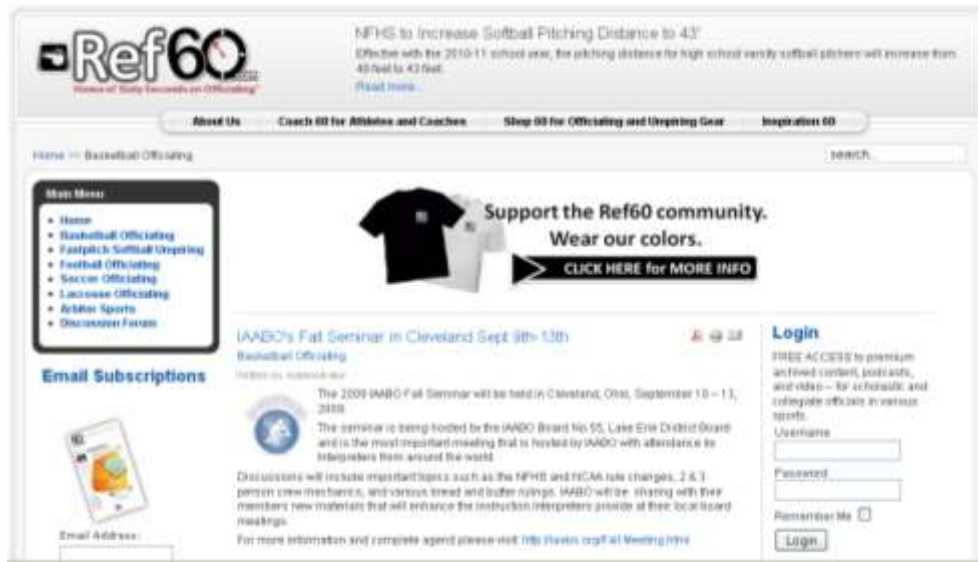 Ref60
Home of Sixty Seconds on Officiating
NFHS to Increase Softball Pitching Distance to 43'
Effective with the 2010-11 school year, the pitching distance for high school varsity softball pitchers will increase from
40 feet to 43 feet.
Read more...
About Us Coach 60 for Athletes and Coaches Shop 60 for Officiating and Umpiring Gear Inspiration 60
Home >> Basketball Officiating
search...
Main Menu
Home
Basketball Officiating
Fastpitch Softball Umpiring
Football Officiating
Soccer Officiating
Lacrosse Officiating
Arbiter Sports
Discussion Forum
Support the Ref60 community.
Wear our colors.
CLICK HERE for MORE INFO
IAABO's Fall Seminar in Cleveland Sept 9th-13th
Basketball Officiating
Written by Administrator
The 2009 IAABO Fall Seminar will be held in Cleveland, Ohio, September 10 – 13,
2009.
The seminar is being hosted by the IAABO Board No 55, Lake Erie District Board
and is the most important meeting that is hosted by IAABO with attendance by
Interpreters from around the world.
Discussions will include important topics such as the NFHS and NCAA rule changes, 2 & 3
person crew mechanics, and various bread and butter rulings. IAABO will be sharing with their
members new materials that will enhance the instruction Interpreters provide at their local board
meetings.
For more information and complete agend please visit http://iaabo.org/Fall Meeting.html
Email Subscriptions
Email Address:
Login
FREE ACCESS to premium
archived content, podcasts,
and video – for scholastic and
collegiate officials in various
sports.
Username
Password
Remember Me
Login